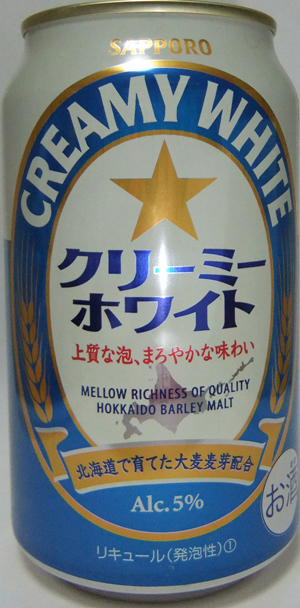 SAPPORO
CREAMY WHITE
クリーミー
ホワイト
上質な泡、まろやかな味わい
MELLOW RICHNESS OF QUALITY
HOKKAIDO BARLEY MALT
北海道で育てた大麦麦芽配合
Alc.5%
お酒
リキュール(発泡性)①